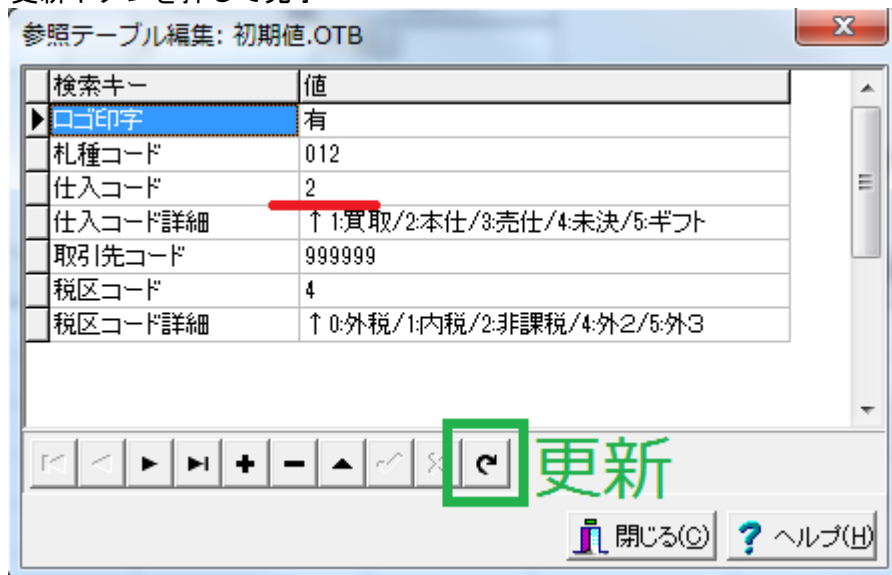 参照テーブル編集: 初期値.OTB
検索キー 値
ロゴ印字 有
札種コード 012
仕入コード 2
仕入コード詳細 ↑1:買取/2:本仕/3:売仕/4:未決/5:ギフト
取引先コード 999999
税区コード 4
税区コード詳細 ↑0:外税/1:内税/2:非課税/4:外2/5:外3
更新
閉じる(C) ヘルプ(H)